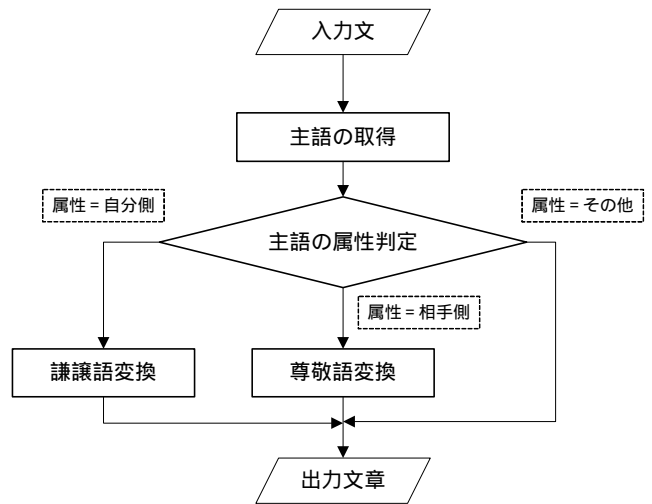 入力文
主語の取得
属性 = 自分側
属性 = その他
主語の属性判定
属性 = 相手側
謙譲語変換
尊敬語変換
出力文章